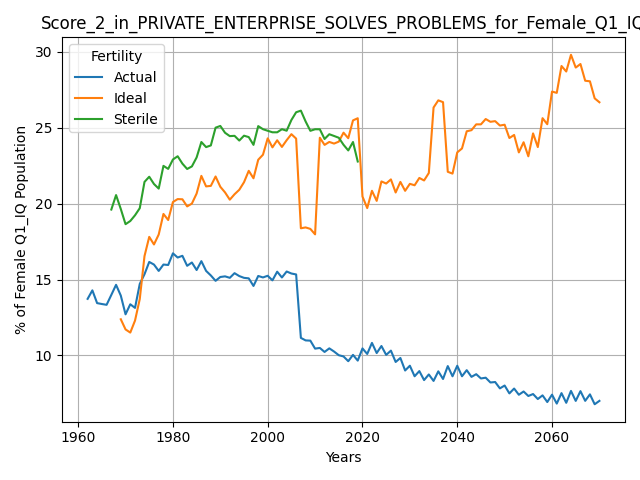 Score_2_in_PRIVATE_ENTERPRISE_SOLVES_PROBLEMS_for_Female_Q1_IQ
Fertility
Actual
Ideal
Sterile
% of Female Q1_IQ Population
30
25
20
15
10
1960
1980
2000
2020
2040
2060
Years